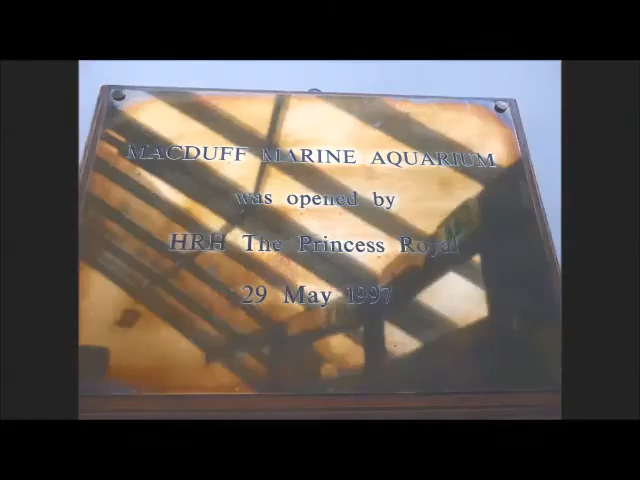 MACDUFF MARINE AQUARIUM
was opened by
HRH The Princess Royal
29 May 1997